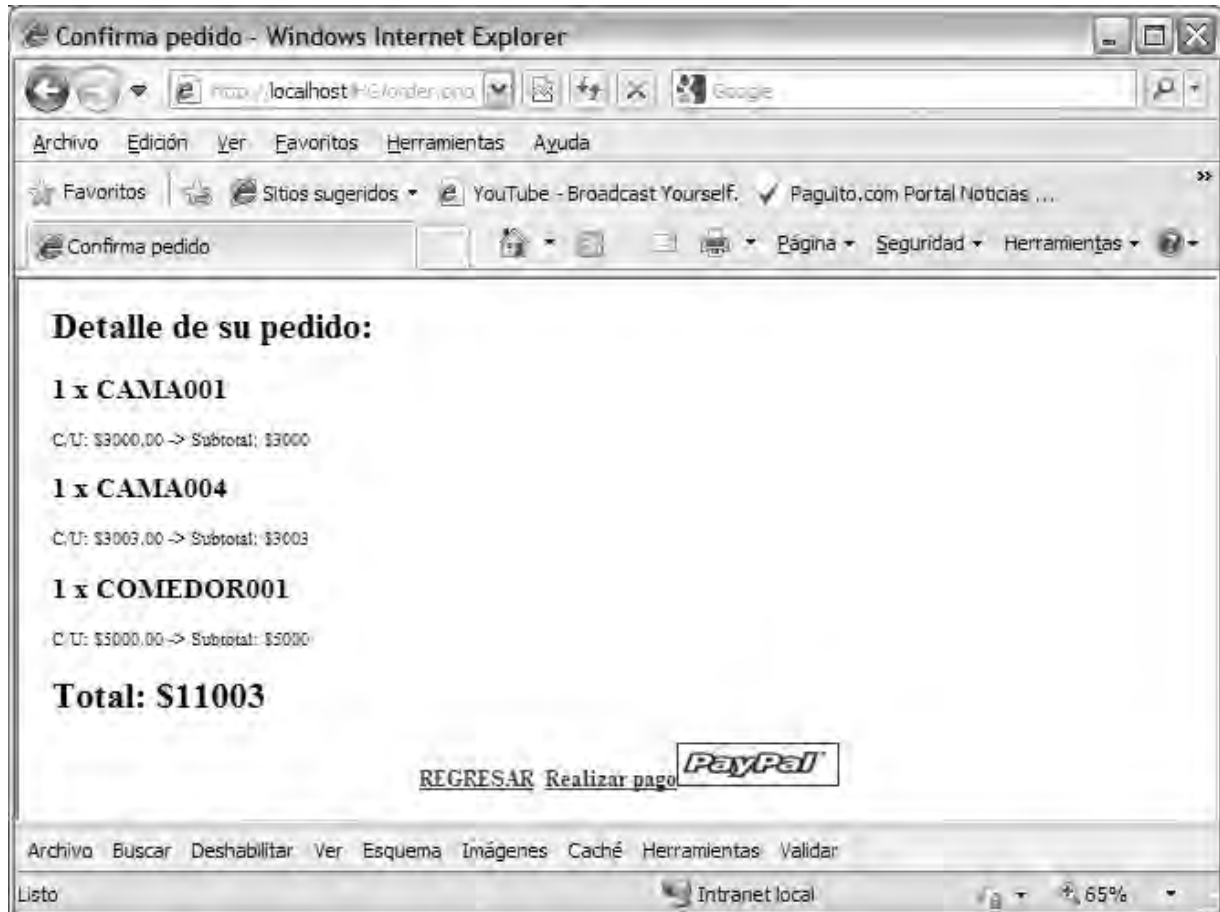 Confirma pedido - Windows Internet Explorer
localhost
Google
Archivo Edición Ver Favoritos Herramientas Ayuda
Favoritos Sitios sugeridos YouTube - Broadcast Yourself. Paguito.com Portal Noticias ...
Confirma pedido Página Seguridad Herramientas
Detalle de su pedido:
1 x CAMA001
C/U: $3000.00 -> Subtotal: $3000
1 x CAMA004
C/U: $3003.00 -> Subtotal: $3003
1 x COMEDOR001
C/U: $5000.00 -> Subtotal: $5000
Total: $11003
REGRESAR Realizar pago PayPal
Archivo Buscar Deshabilitar Ver Esquema Imágenes Caché Herramientas Validar
Listo Intranet local 65%